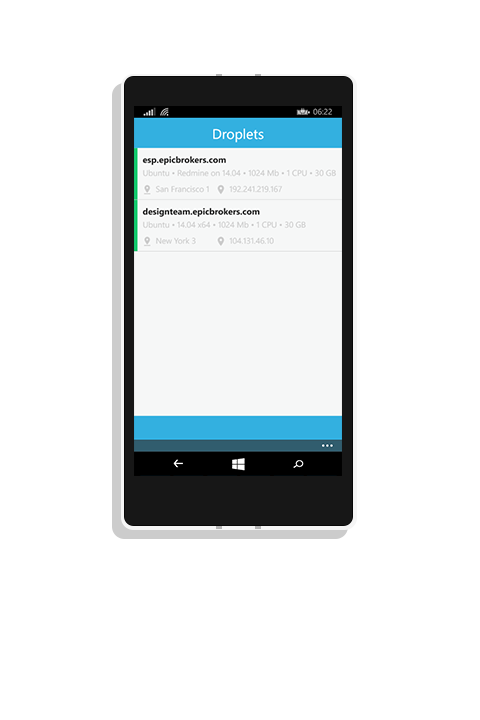 06:22
Droplets
esp.epicbrokers.com
Ubuntu • Redmine on 14.04 • 1024 Mb • 1 CPU • 30 GB
San Francisco 1 192.241.219.167
designteam.epicbrokers.com
Ubuntu • 14.04 x64 • 1024 Mb • 1 CPU • 30 GB
New York 3 104.131.46.10